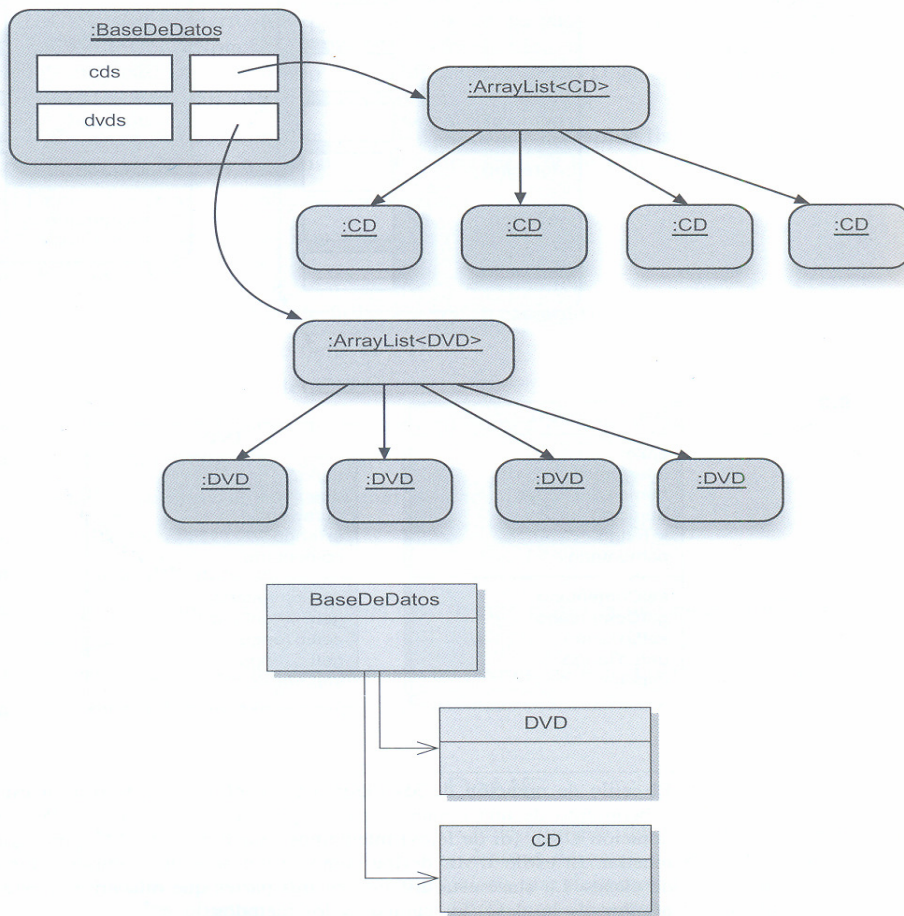 :BaseDeDatos
cds
dvds
:ArrayList<CD>
:CD
:CD
:CD
:CD
:ArrayList<DVD>
:DVD
:DVD
:DVD
:DVD
BaseDeDatos
DVD
CD